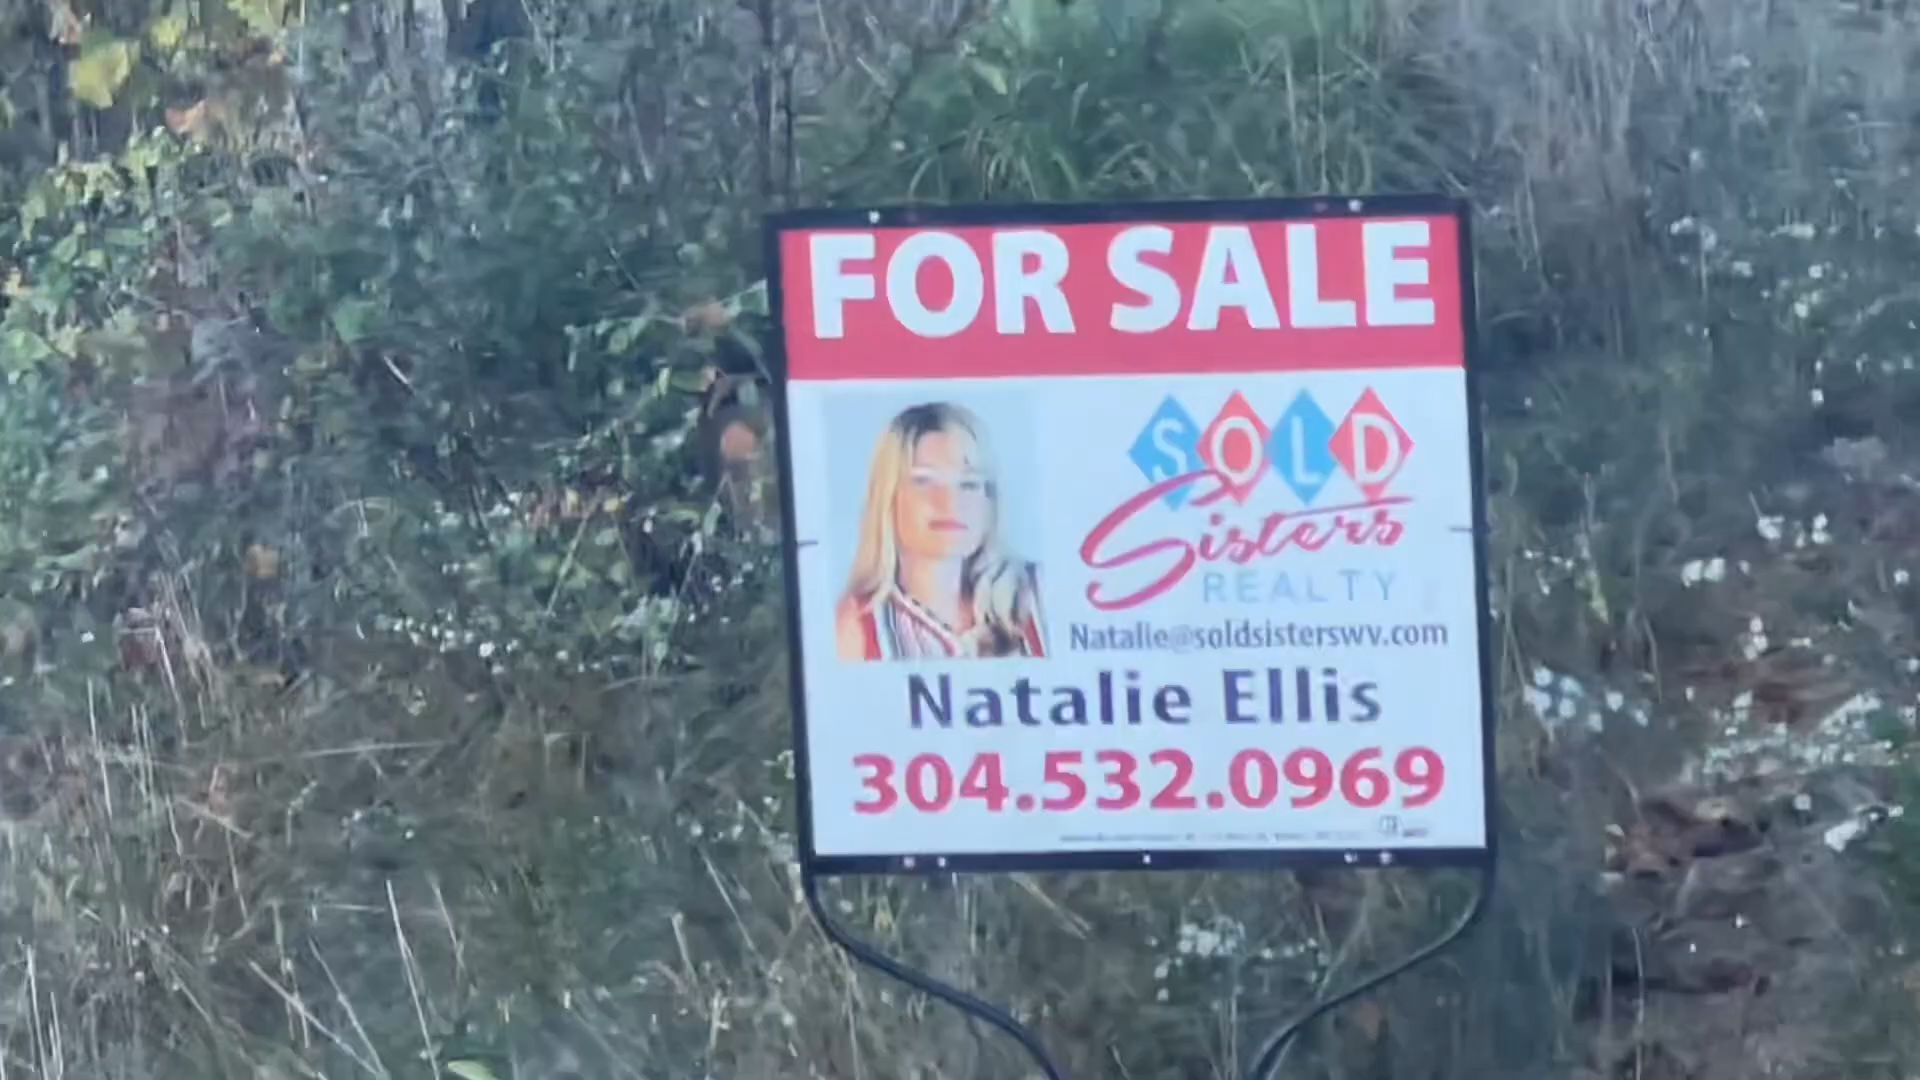 FOR SALE
SOLD
Sisters
REALTY
Natalie@soldsisterswv.com
Natalie Ellis
304.532.0969